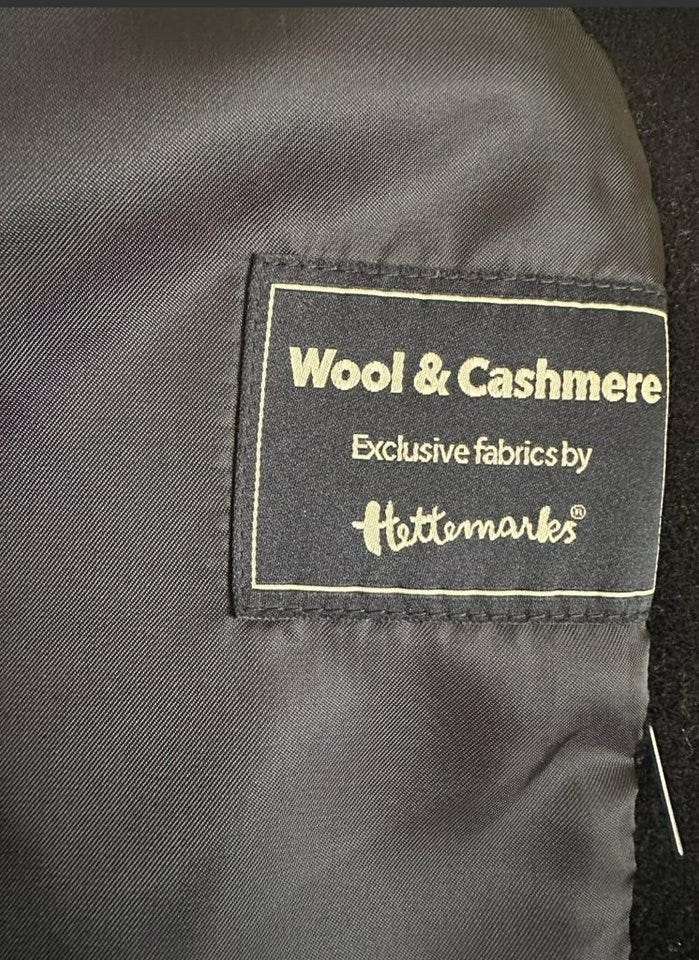 Wool & Cashmere
Exclusive fabrics by
Hettemarks®